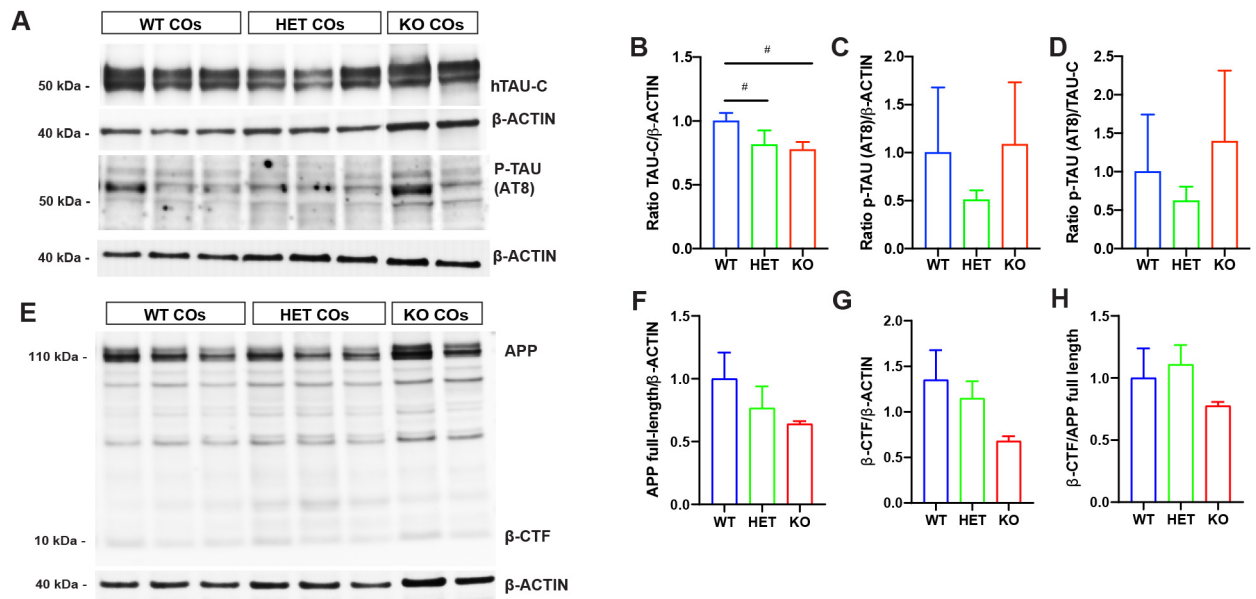 A
WT COs
HET COs
KO COs
50 kDa -
hTAU-C
40 kDa -
β-ACTIN
P-TAU
(AT8)
50 kDa -
40 kDa -
β-ACTIN
B
Ratio TAU-C/β-ACTIN
1.5
1.0
0.5
0.0
#
#
WT
HET
KO
C
Ratio p-TAU (AT8)/β-ACTIN
2.0
1.5
1.0
0.5
0.0
WT
HET
KO
D
Ratio p-TAU (AT8)/TAU-C
2.5
2.0
1.5
1.0
0.5
0.0
WT
HET
KO
E
WT COs
HET COs
KO COs
110 kDa -
APP
10 kDa -
β-CTF
40 kDa -
β-ACTIN
F
APP full-length/β-ACTIN
1.5
1.0
0.5
0.0
WT
HET
KO
G
β-CTF/β-ACTIN
2.0
1.5
1.0
0.5
0.0
WT
HET
KO
H
β-CTF/APP full length
1.5
1.0
0.5
0.0
WT
HET
KO